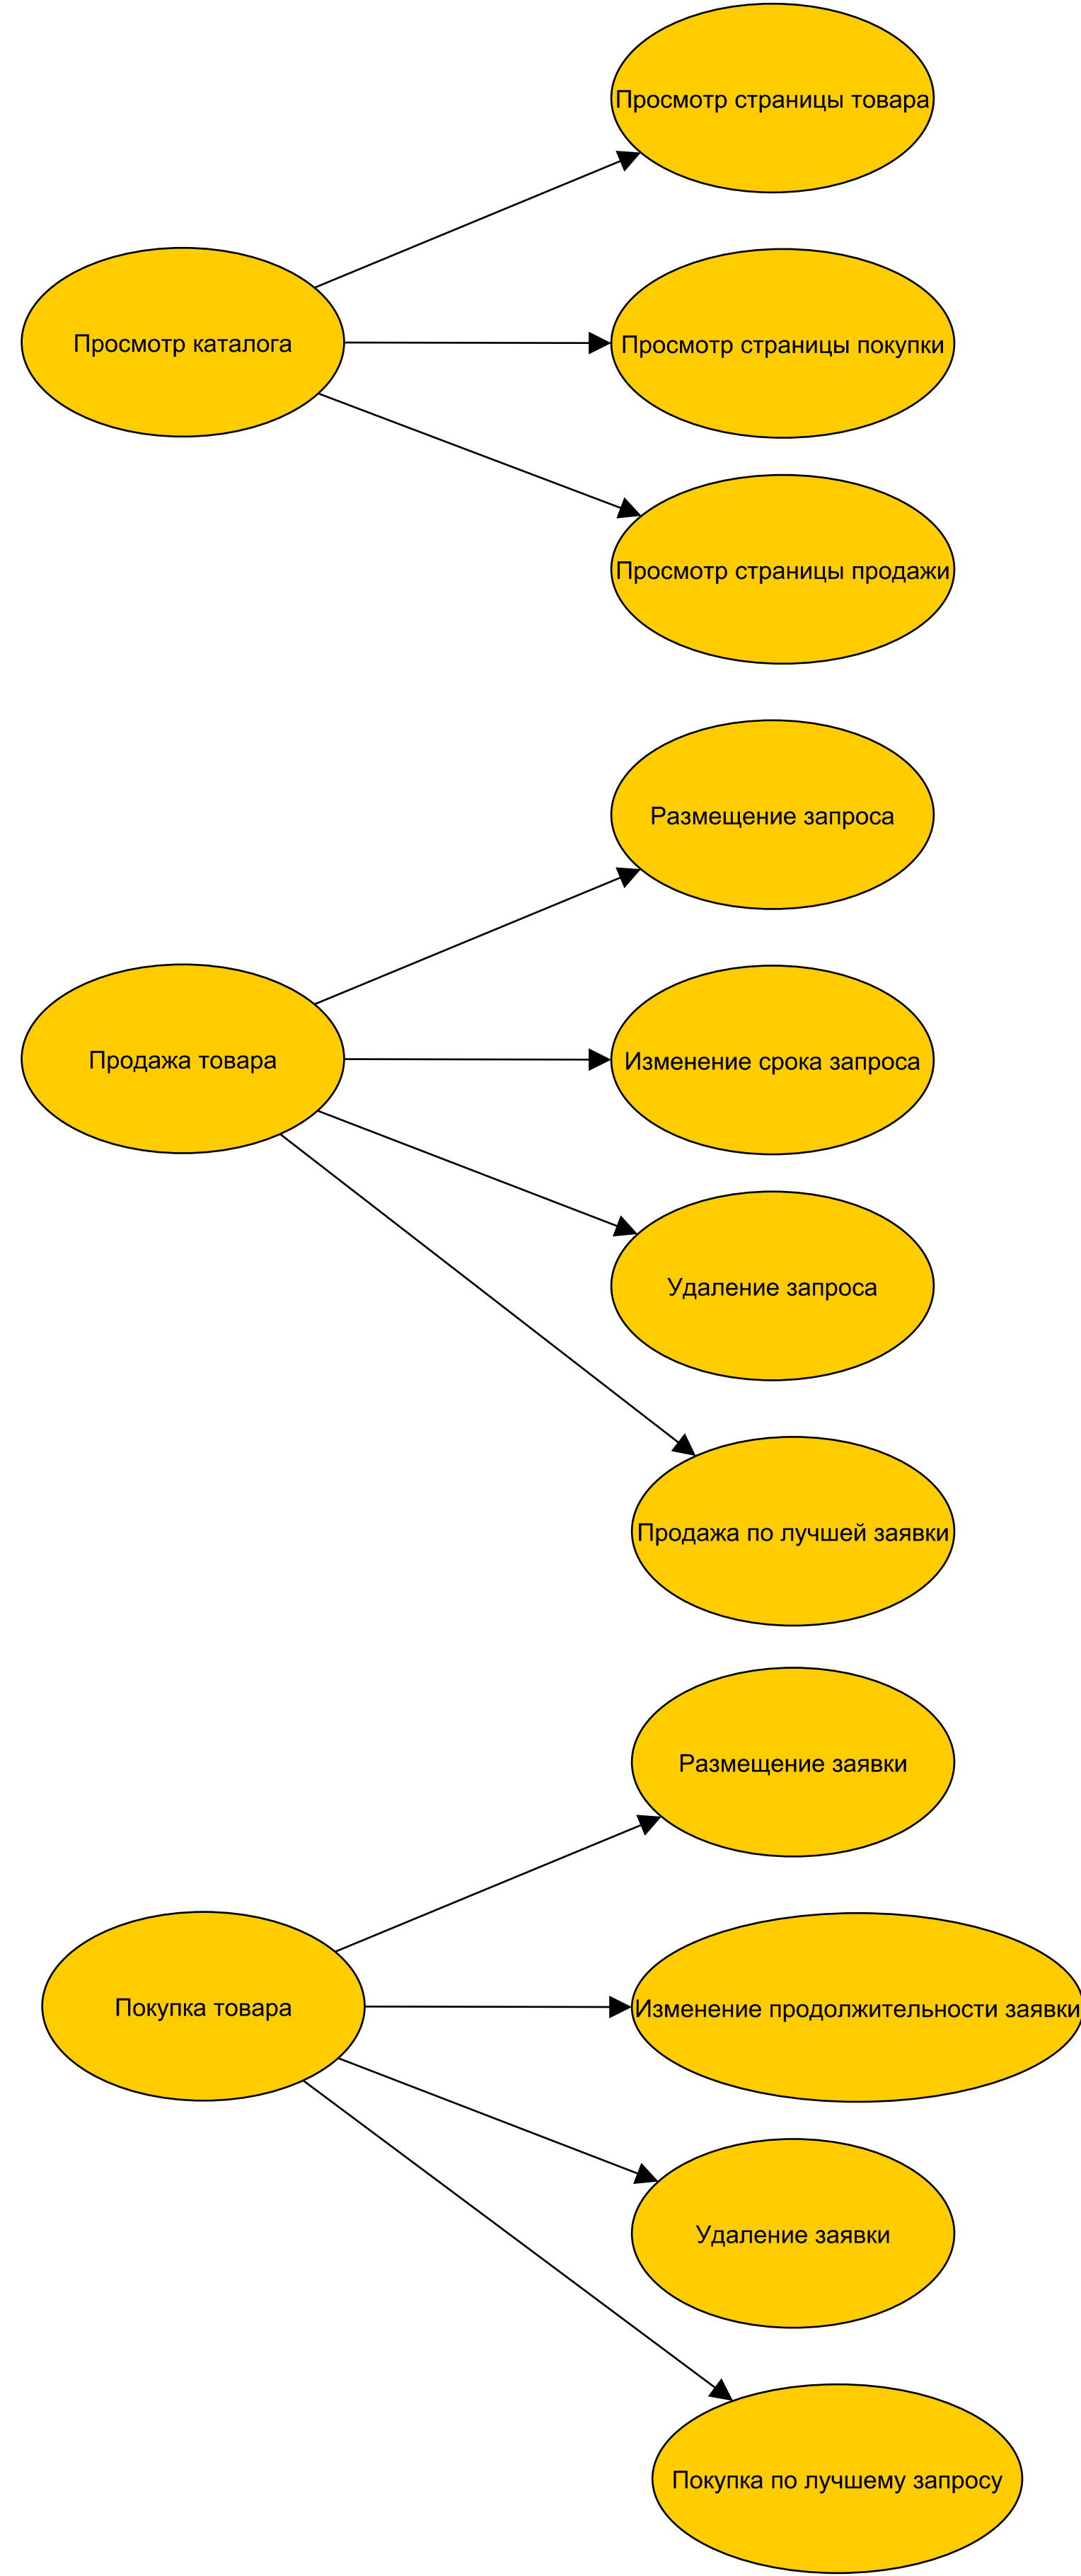 Просмотр страницы товара
Просмотр каталога
Просмотр страницы покупки
Просмотр страницы продажи
Размещение запроса
Продажа товара
Изменение срока запроса
Удаление запроса
Продажа по лучшей заявки
Размещение заявки
Покупка товара
Изменение продолжительности заявки
Удаление заявки
Покупка по лучшему запросу